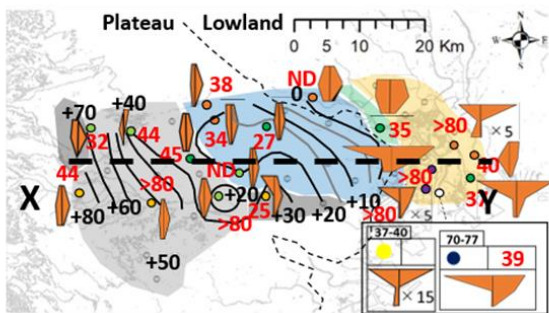 Plateau Lowland
0 10 20
Km
N
W E
S
+70 +40 38 ND
0
32 44 34 27 35 >80 × 5
44 45 ND 40
X >80 +20 25 >80 37 Y
+80 +60 >80 +30 +20 +10 >80 × 5
+50
37-40 70-77
39
× 15